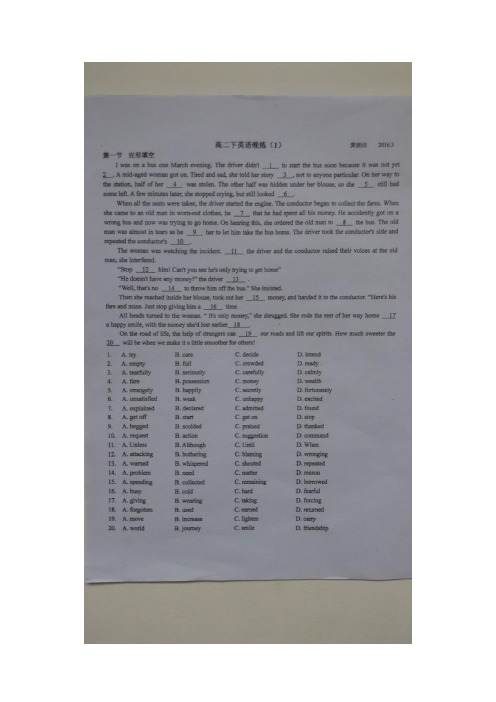 高二下英语晚练（1） 2016.3
第一节 完形填空
I was on a bus one March evening. The driver didn't 1 to start the bus soon because it was not yet
2 . A mid-aged woman got on. Tired and sad, she told her story 3 , not to anyone particular. On her way to
the station, half of her 4 was stolen. The other half was hidden under her blouse, so she 5 still had
some left. A few minutes later, she stopped crying, but still looked 6 .
When all the seats were taken, the driver started the engine. The conductor began to collect the fares. When
she came to an old man in worn-out clothes, he 7 that he had spent all his money. He accidently got on a
wrong bus and now was trying to go home. On hearing this, she ordered the old man to 8 the bus. The old
man was almost in tears as he 9 her to let him take the bus home. The driver took the conductor's side and
repeated the conductor's 10 .
The woman was watching the incident. 11 the driver and the conductor raised their voices at the old
man, she interfered.
"Stop 12 him! Can't you see he's only trying to get home"
"He doesn't have any money!" the driver 13 .
"Well, that's no 14 to throw him off the bus." She insisted.
Then she reached inside her blouse, took out her 15 money, and handed it to the conductor. "Here's his
fare and mine. Just stop giving him a 16 time.
All heads turned to the woman. " It's only money," she shrugged. She rode the rest of her way home 17
a happy smile, with the money she'd lost earlier 18 .
On the road of life, the help of strangers can 19 our roads and lift our spirits. How much sweeter the
20 will be when we make it a little smoother for others!
1. A. try B. care C. decide D. intend
2. A. empty B. full C. crowded D. ready
3. A. tearfully B. seriously C. carefully D. calmly
4. A. fare B. possession C. money D. wealth
5. A. strangely B. happily C. secretly D. fortunately
6. A. unsatisfied B. weak C. unhappy D. excited
7. A. explained B. declared C. admitted D. found
8. A. get off B. start C. get on D. stop
9. A. begged B. scolded C. praised D. thanked
10. A. request B. action C. suggestion D. command
11. A. Unless B. Although C. Until D. When
12. A. attacking B. bothering C. blaming D. wronging
13. A. warned B. whispered C. shouted D. repeated
14. A. problem B. need C. matter D. reason
15. A. spending B. collected C. remaining D. borrowed
16. A. busy B. cold C. hard D. fearful
17. A. giving B. wearing C. taking D. forcing
18. A. forgotten B. used C. earned D. returned
19. A. move B. increase C. lighten D. carry
20. A. world B. journey C. smile D. friendship